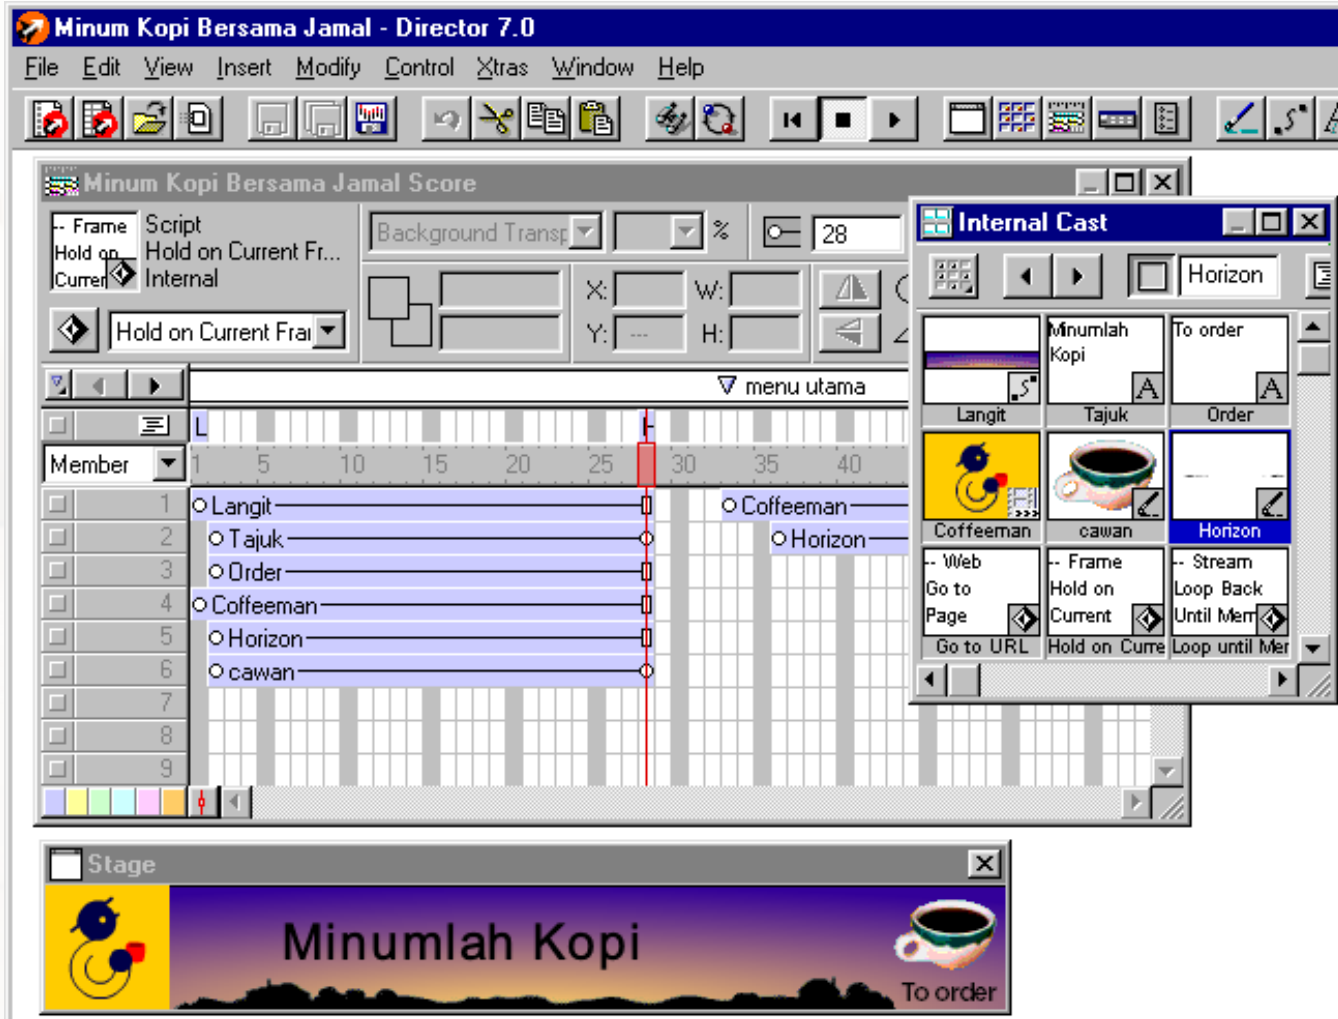 Minum Kopi Bersama Jamal - Director 7.0
File Edit View Insert Modify Control Xtras Window Help
Minum Kopi Bersama Jamal Score
-- Frame
Hold on
Curren
Script
Hold on Current Fr...
Internal
Background Transp
%
28
X: W:
Y: --- H:
Hold on Current Frai
menu utama
Member
1 5 10 15 20 25 30 35 40
1 Langit Coffeeman
2 Tajuk Horizon
3 Order
4 Coffeeman
5 Horizon
6 cawan
7
8
9
Internal Cast
Horizon
Langit
Minumlah
Kopi
A
Tajuk
To order
A
Order
Coffeeman
cawan
Horizon
-- Web
Go to
Page
Go to URL
-- Frame
Hold on
Current
Hold on Curre
-- Stream
Loop Back
Until Mem
Loop until Mer
Stage
Minumlah Kopi
To order